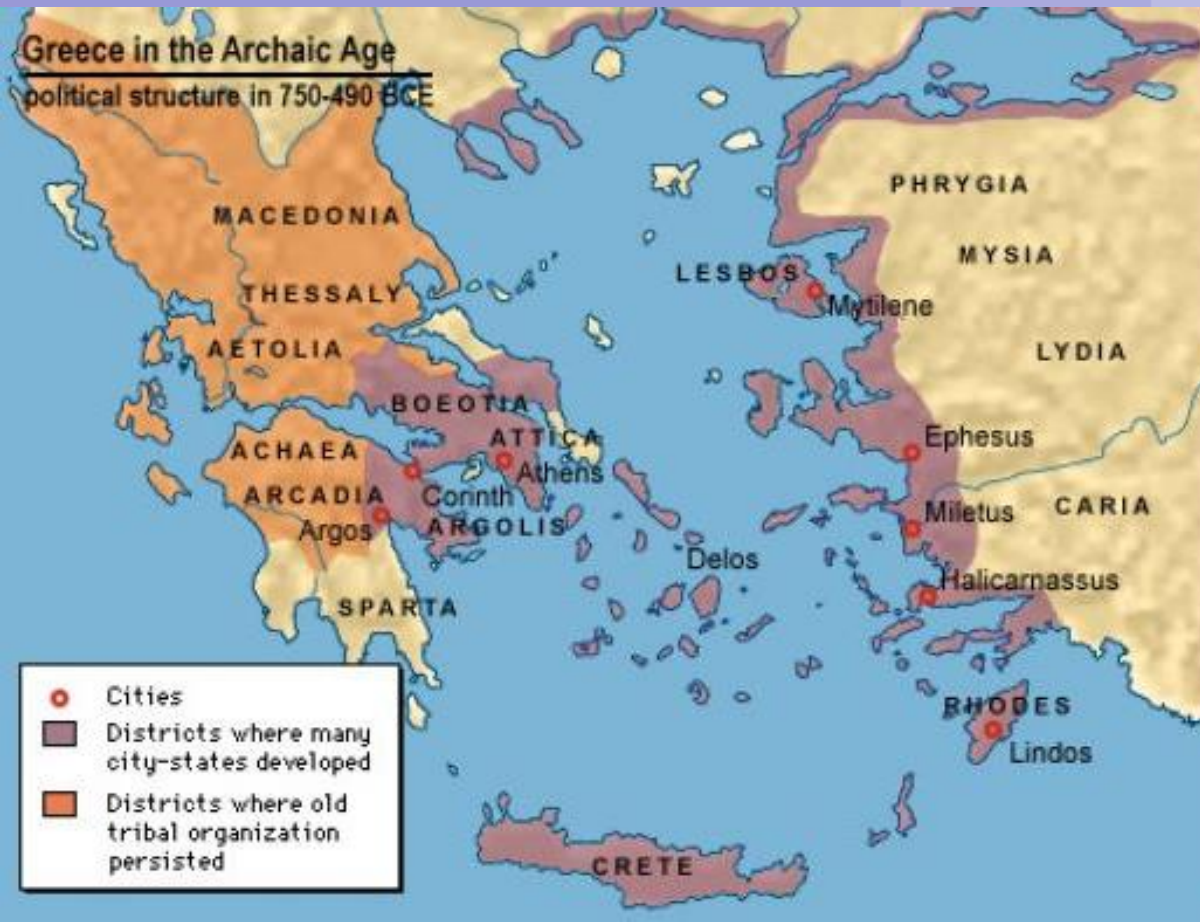 Greece in the Archaic Age
political structure in 750-490 BCE
PHRYGIA
MACEDONIA
MYSIA
LESBOS
THESSALY
Mytilene
AETOLIA
LYDIA
BOEOTIA
ATTICA
Ephesus
ACHAEA
Athens
ARCADIA
Corinth
CARIA
Miletus
Argos
ARGOLIS
Delos
Halicarnassus
SPARTA
RHODES
Lindos
CRETE
Cities
Districts where many
city-states developed
Districts where old
tribal organization
persisted